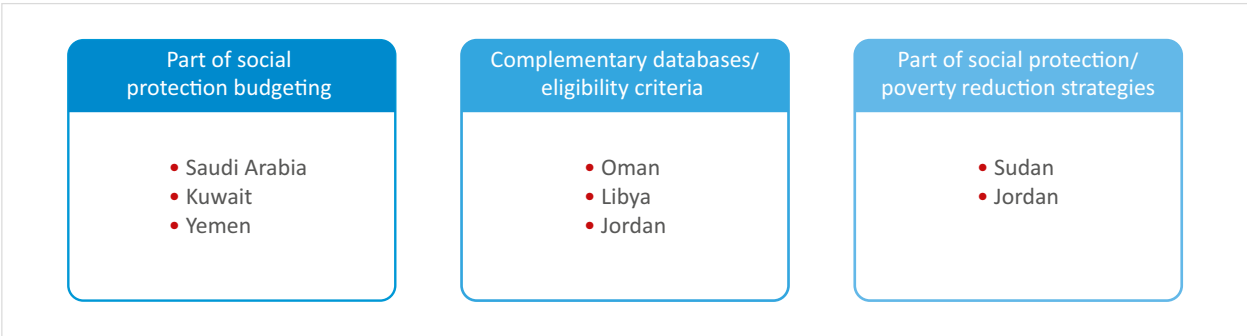 Part of social
protection budgeting
• Saudi Arabia
• Kuwait
• Yemen
Complementary databases/
eligibility criteria
• Oman
• Libya
• Jordan
Part of social protection/
poverty reduction strategies
• Sudan
• Jordan